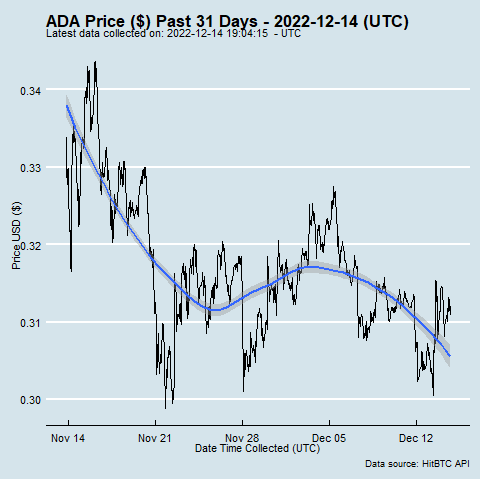 ADA Price ($) Past 31 Days - 2022-12-14 (UTC)
Latest data collected on: 2022-12-14 19:04:15 - UTC
Price USD ($)
0.34
0.33
0.32
0.31
0.30
Nov 14 Nov 21 Nov 28 Dec 05 Dec 12
Date Time Collected (UTC)
Data source: HitBTC API